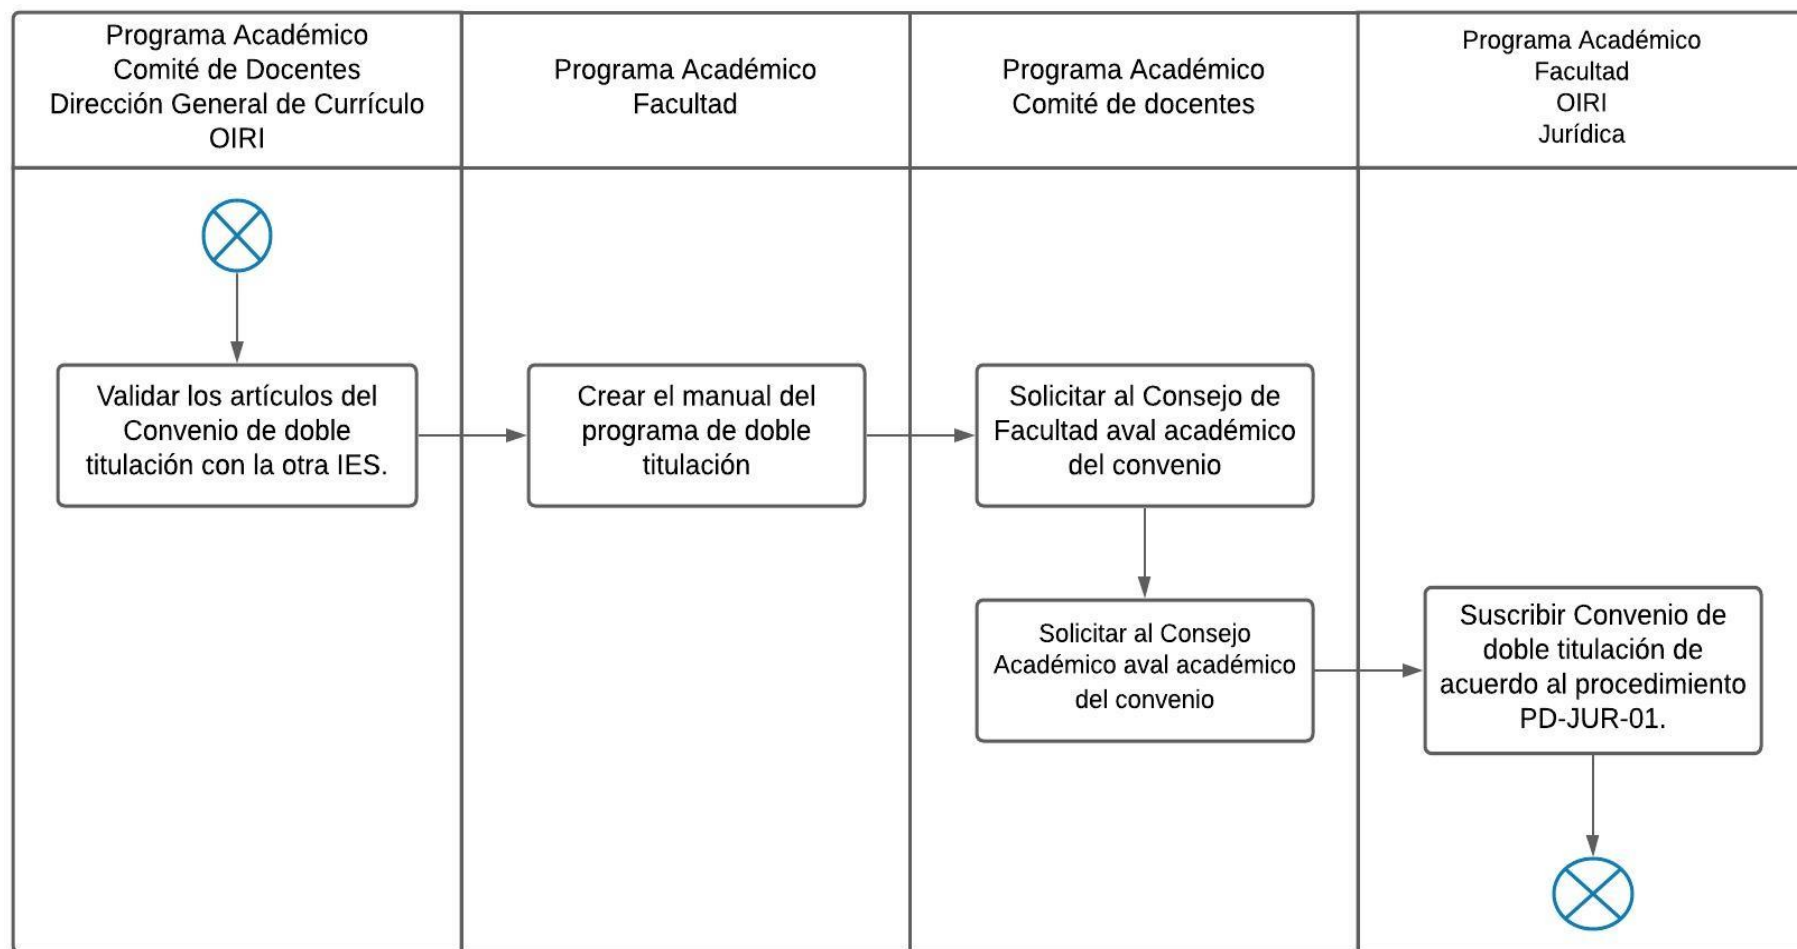 Programa Académico
Comité de Docentes
Dirección General de Currículo
OIRI
Programa Académico
Facultad
Programa Académico
Comité de docentes
Programa Académico
Facultad
OIRI
Jurídica
Validar los artículos del
Convenio de doble
titulación con la otra IES.
Crear el manual del
programa de doble
titulación
Solicitar al Consejo de
Facultad aval académico
del convenio
Solicitar al Consejo
Académico aval académico
del convenio
Suscribir Convenio de
doble titulación de
acuerdo al procedimiento
PD-JUR-01.